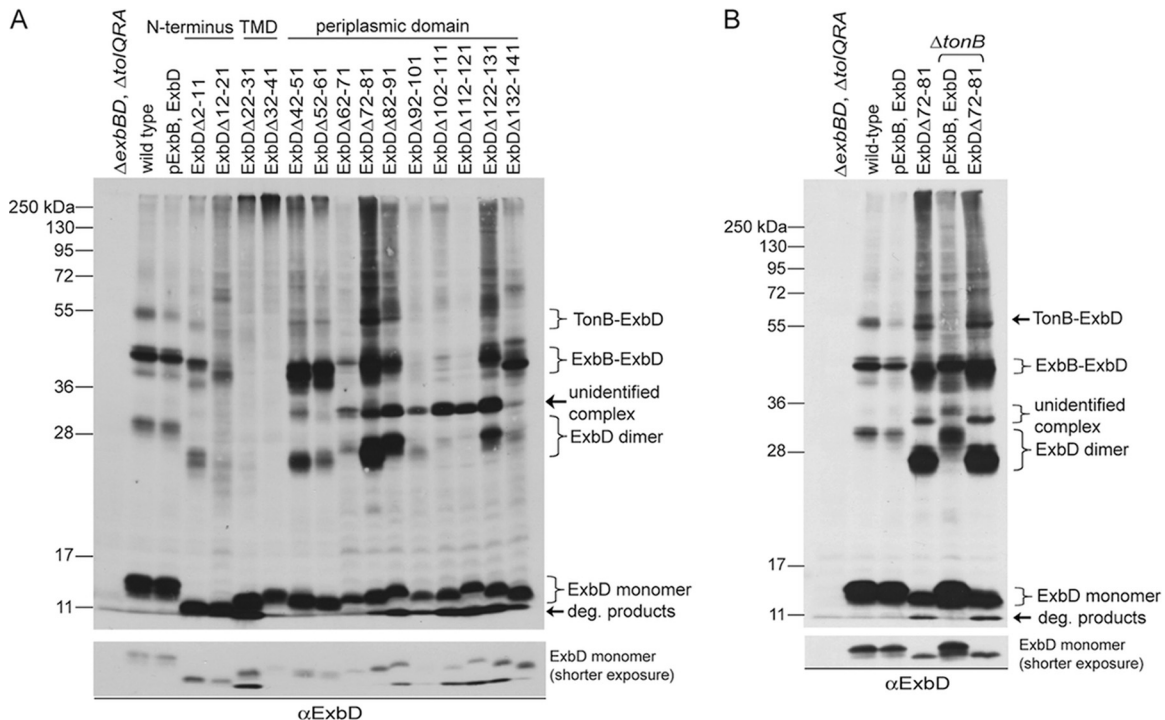 A
N-terminus TMD periplasmic domain
ΔexbBD, ΔtolQRA
wild type
pExbB, ExbD
ExbDΔ2-11
ExbDΔ12-21
ExbDΔ22-31
ExbDΔ32-41
ExbDΔ42-51
ExbDΔ52-61
ExbDΔ62-71
ExbDΔ72-81
ExbDΔ82-91
ExbDΔ92-101
ExbDΔ102-111
ExbDΔ112-121
ExbDΔ122-131
ExbDΔ132-141
250 kDa
130
95
72
55
36
28
17
11
TonB-ExbD
ExbB-ExbD
unidentified
complex
ExbD dimer
ExbD monomer
deg. products
ExbD monomer
(shorter exposure)
αExbD
B
ΔtonB
ΔexbBD, ΔtolQRA
wild-type
pExbB, ExbD
ExbDΔ72-81
pExbB, ExbD
ExbDΔ72-81
250 kDa
130
95
72
55
36
28
17
11
TonB-ExbD
ExbB-ExbD
unidentified
complex
ExbD dimer
ExbD monomer
deg. products
ExbD monomer
(shorter exposure)
αExbD